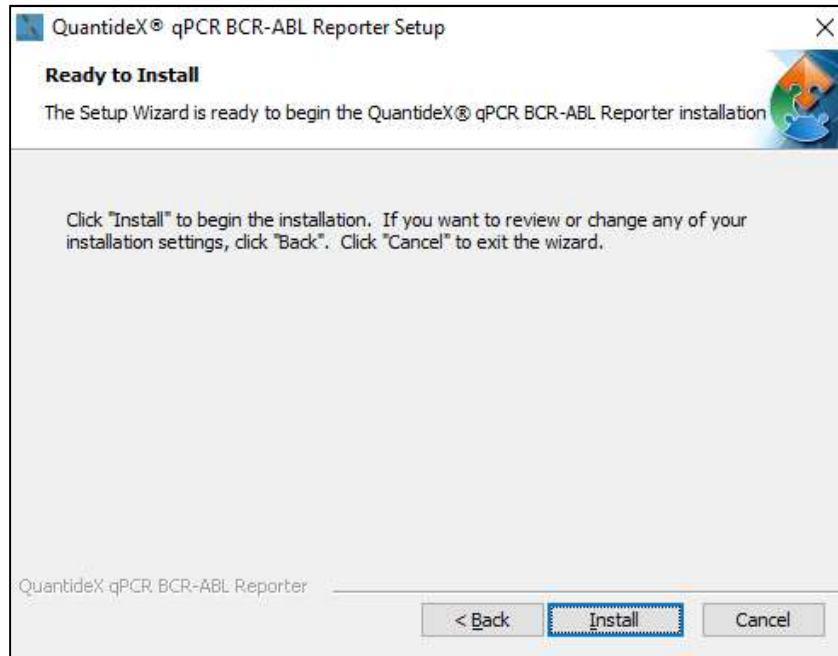 QuantideX® qPCR BCR-ABL Reporter Setup
Ready to Install
The Setup Wizard is ready to begin the QuantideX® qPCR BCR-ABL Reporter installation
Click "Install" to begin the installation. If you want to review or change any of your
installation settings, click "Back". Click "Cancel" to exit the wizard.
QuantideX qPCR BCR-ABL Reporter
< Back Install Cancel